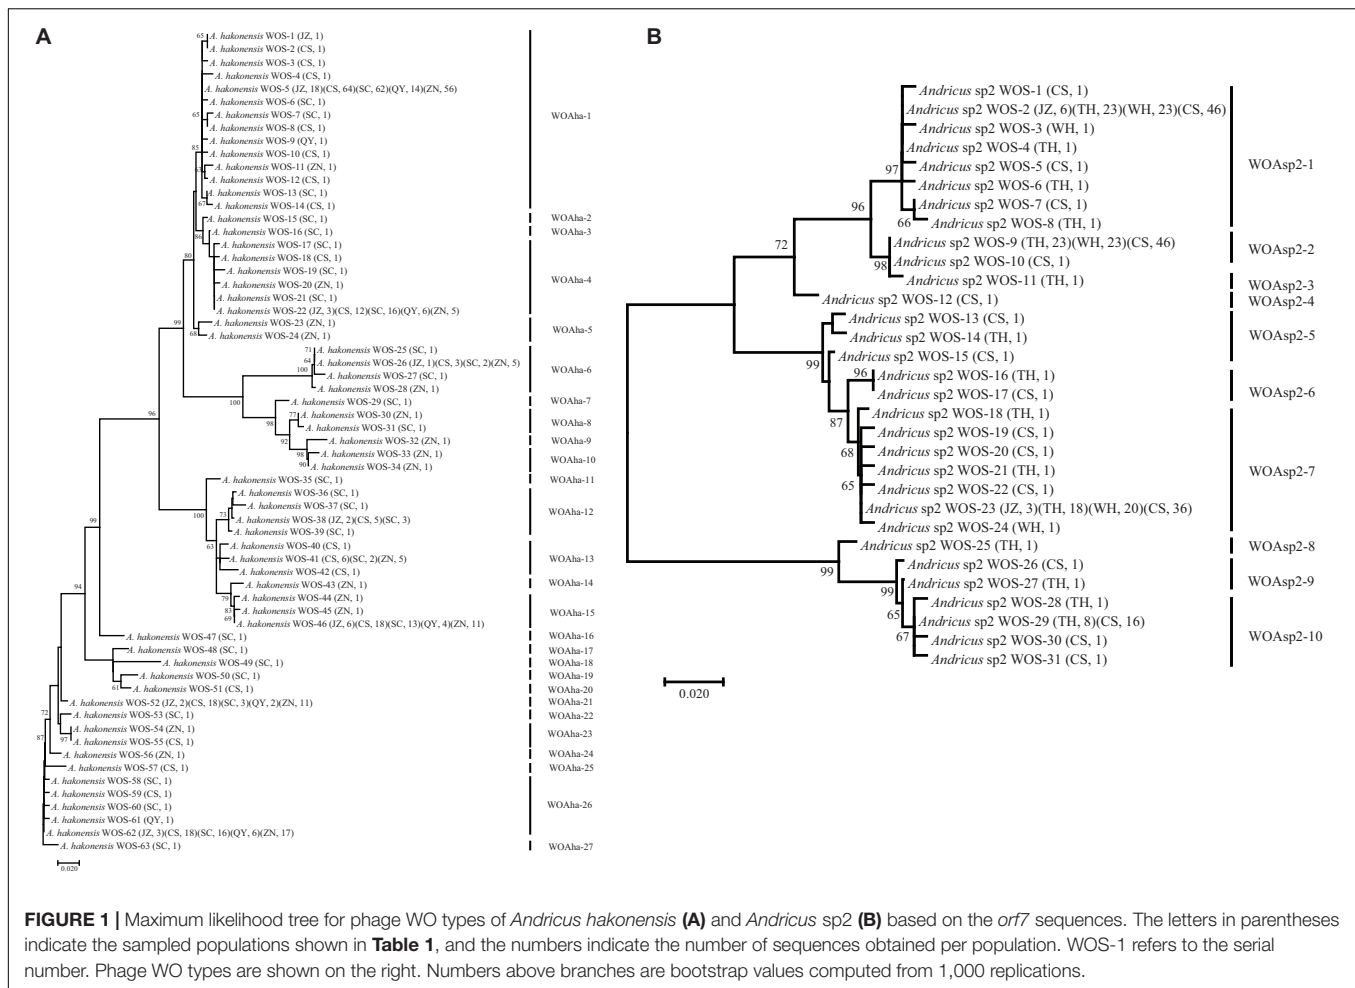 A
A. hakonensis WOS-1 (JZ, 1)
A. hakonensis WOS-2 (CS, 1)
A. hakonensis WOS-3 (CS, 1)
A. hakonensis WOS-4 (CS, 1)
A. hakonensis WOS-5 (JZ, 18)(CS, 64)(SC, 62)(QY, 14)(ZN, 56)
A. hakonensis WOS-6 (SC, 1)
A. hakonensis WOS-7 (SC, 1)
A. hakonensis WOS-8 (CS, 1)
A. hakonensis WOS-9 (QY, 1)
A. hakonensis WOS-10 (CS, 1)
A. hakonensis WOS-11 (ZN, 1)
A. hakonensis WOS-12 (CS, 1)
A. hakonensis WOS-13 (SC, 1)
A. hakonensis WOS-14 (CS, 1)
A. hakonensis WOS-15 (SC, 1)
A. hakonensis WOS-16 (SC, 1)
A. hakonensis WOS-17 (SC, 1)
A. hakonensis WOS-18 (CS, 1)
A. hakonensis WOS-19 (SC, 1)
A. hakonensis WOS-20 (ZN, 1)
A. hakonensis WOS-21 (SC, 1)
A. hakonensis WOS-22 (JZ, 3)(CS, 12)(SC, 16)(QY, 6)(ZN, 5)
A. hakonensis WOS-23 (ZN, 1)
A. hakonensis WOS-24 (ZN, 1)
A. hakonensis WOS-25 (SC, 1)
A. hakonensis WOS-26 (JZ, 1)(CS, 3)(SC, 2)(ZN, 5)
A. hakonensis WOS-27 (SC, 1)
A. hakonensis WOS-28 (ZN, 1)
A. hakonensis WOS-29 (SC, 1)
A. hakonensis WOS-30 (ZN, 1)
A. hakonensis WOS-31 (SC, 1)
A. hakonensis WOS-32 (ZN, 1)
A. hakonensis WOS-33 (ZN, 1)
A. hakonensis WOS-34 (ZN, 1)
A. hakonensis WOS-35 (SC, 1)
A. hakonensis WOS-36 (SC, 1)
A. hakonensis WOS-37 (SC, 1)
A. hakonensis WOS-38 (JZ, 2)(CS, 5)(SC, 3)
A. hakonensis WOS-39 (SC, 1)
A. hakonensis WOS-40 (CS, 1)
A. hakonensis WOS-41 (CS, 6)(SC, 2)(ZN, 5)
A. hakonensis WOS-42 (CS, 1)
A. hakonensis WOS-43 (ZN, 1)
A. hakonensis WOS-44 (ZN, 1)
A. hakonensis WOS-45 (ZN, 1)
A. hakonensis WOS-46 (JZ, 6)(CS, 18)(SC, 13)(QY, 4)(ZN, 11)
A. hakonensis WOS-47 (SC, 1)
A. hakonensis WOS-48 (SC, 1)
A. hakonensis WOS-49 (SC, 1)
A. hakonensis WOS-50 (SC, 1)
A. hakonensis WOS-51 (CS, 1)
A. hakonensis WOS-52 (JZ, 2)(CS, 18)(SC, 3)(QY, 2)(ZN, 11)
A. hakonensis WOS-53 (SC, 1)
A. hakonensis WOS-54 (ZN, 1)
A. hakonensis WOS-55 (CS, 1)
A. hakonensis WOS-56 (ZN, 1)
A. hakonensis WOS-57 (CS, 1)
A. hakonensis WOS-58 (SC, 1)
A. hakonensis WOS-59 (CS, 1)
A. hakonensis WOS-60 (SC, 1)
A. hakonensis WOS-61 (QY, 1)
A. hakonensis WOS-62 (JZ, 3)(CS, 18)(SC, 16)(QY, 6)(ZN, 17)
A. hakonensis WOS-63 (SC, 1)
65
65
85
63
67
86
80
68
99
71
64
100
100
98
77
92
98
90
96
100
73
63
79
83
69
99
94
61
72
97
87
0.020
WOAha-1
WOAha-2
WOAha-3
WOAha-4
WOAha-5
WOAha-6
WOAha-7
WOAha-8
WOAha-9
WOAha-10
WOAha-11
WOAha-12
WOAha-13
WOAha-14
WOAha-15
WOAha-16
WOAha-17
WOAha-18
WOAha-19
WOAha-20
WOAha-21
WOAha-22
WOAha-23
WOAha-24
WOAha-25
WOAha-26
WOAha-27
B
Andricus sp2 WOS-1 (CS, 1)
Andricus sp2 WOS-2 (JZ, 6)(TH, 23)(WH, 23)(CS, 46)
Andricus sp2 WOS-3 (WH, 1)
Andricus sp2 WOS-4 (TH, 1)
Andricus sp2 WOS-5 (CS, 1)
Andricus sp2 WOS-6 (TH, 1)
Andricus sp2 WOS-7 (CS, 1)
Andricus sp2 WOS-8 (TH, 1)
Andricus sp2 WOS-9 (TH, 23)(WH, 23)(CS, 46)
Andricus sp2 WOS-10 (CS, 1)
Andricus sp2 WOS-11 (TH, 1)
Andricus sp2 WOS-12 (CS, 1)
Andricus sp2 WOS-13 (CS, 1)
Andricus sp2 WOS-14 (TH, 1)
Andricus sp2 WOS-15 (CS, 1)
Andricus sp2 WOS-16 (TH, 1)
Andricus sp2 WOS-17 (CS, 1)
Andricus sp2 WOS-18 (TH, 1)
Andricus sp2 WOS-19 (CS, 1)
Andricus sp2 WOS-20 (CS, 1)
Andricus sp2 WOS-21 (TH, 1)
Andricus sp2 WOS-22 (CS, 1)
Andricus sp2 WOS-23 (JZ, 3)(TH, 18)(WH, 20)(CS, 36)
Andricus sp2 WOS-24 (WH, 1)
Andricus sp2 WOS-25 (TH, 1)
Andricus sp2 WOS-26 (CS, 1)
Andricus sp2 WOS-27 (TH, 1)
Andricus sp2 WOS-28 (TH, 1)
Andricus sp2 WOS-29 (TH, 8)(CS, 16)
Andricus sp2 WOS-30 (CS, 1)
Andricus sp2 WOS-31 (CS, 1)
97
96
66
72
98
99
96
87
68
65
99
99
65
67
0.020
WOAsp2-1
WOAsp2-2
WOAsp2-3
WOAsp2-4
WOAsp2-5
WOAsp2-6
WOAsp2-7
WOAsp2-8
WOAsp2-9
WOAsp2-10
FIGURE 1 | Maximum likelihood tree for phage WO types of Andricus hakonensis (A) and Andricus sp2 (B) based on the orf7 sequences. The letters in parentheses
indicate the sampled populations shown in Table 1, and the numbers indicate the number of sequences obtained per population. WOS-1 refers to the serial
number. Phage WO types are shown on the right. Numbers above branches are bootstrap values computed from 1,000 replications.